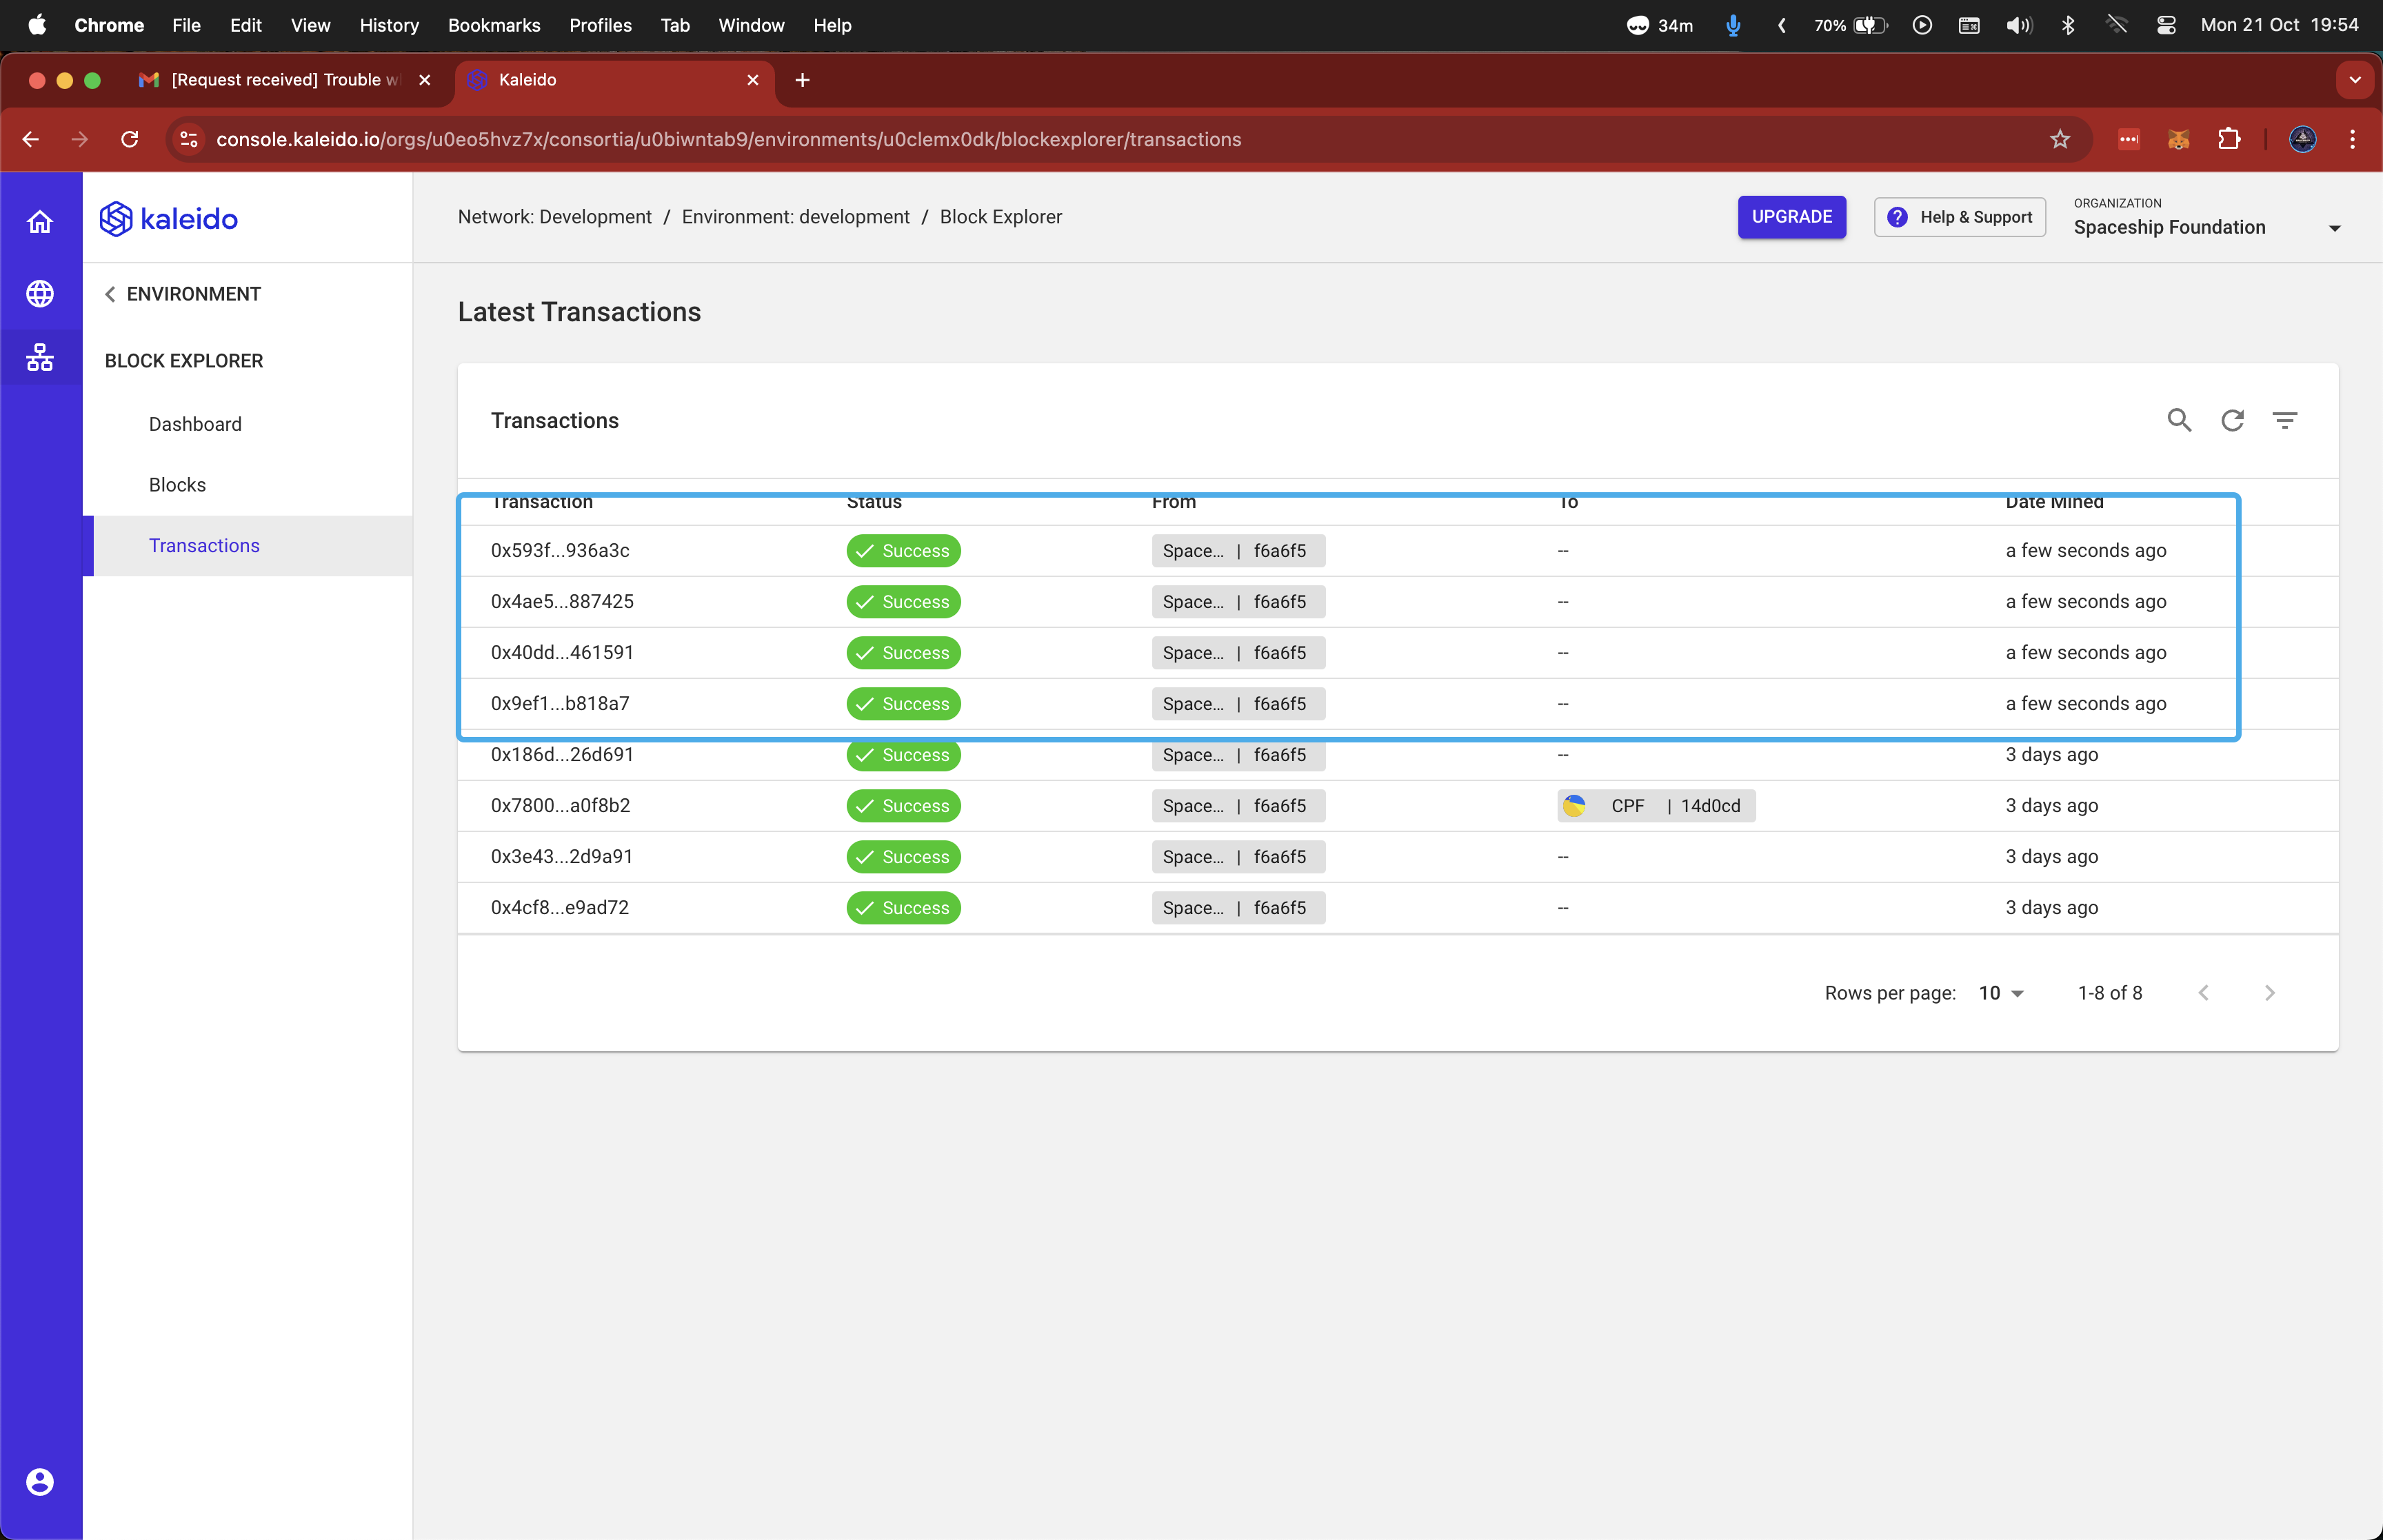 Chrome File Edit View History Bookmarks Profiles Tab Window Help 34m 70% Mon 21 Oct 19:54
[Request received] Trouble w Kaleido
console.kaleido.io/orgs/u0eo5hvz7x/consortia/u0biwntab9/environments/u0clemx0dk/blockexplorer/transactions
kaleido
Network: Development / Environment: development / Block Explorer
UPGRADE
? Help & Support
ORGANIZATION
Spaceship Foundation
ENVIRONMENT
BLOCK EXPLORER
Dashboard
Blocks
Transactions
Latest Transactions
Transactions
Transaction Status From To Date Mined
0x593f...936a3c Success Space... | f6a6f5 -- a few seconds ago
0x4ae5...887425 Success Space... | f6a6f5 -- a few seconds ago
0x40dd...461591 Success Space... | f6a6f5 -- a few seconds ago
0x9ef1...b818a7 Success Space... | f6a6f5 -- a few seconds ago
0x186d...26d691 Success Space... | f6a6f5 -- 3 days ago
0x7800...a0f8b2 Success Space... | f6a6f5 CPF | 14d0cd 3 days ago
0x3e43...2d9a91 Success Space... | f6a6f5 -- 3 days ago
0x4cf8...e9ad72 Success Space... | f6a6f5 -- 3 days ago
Rows per page: 10 1-8 of 8